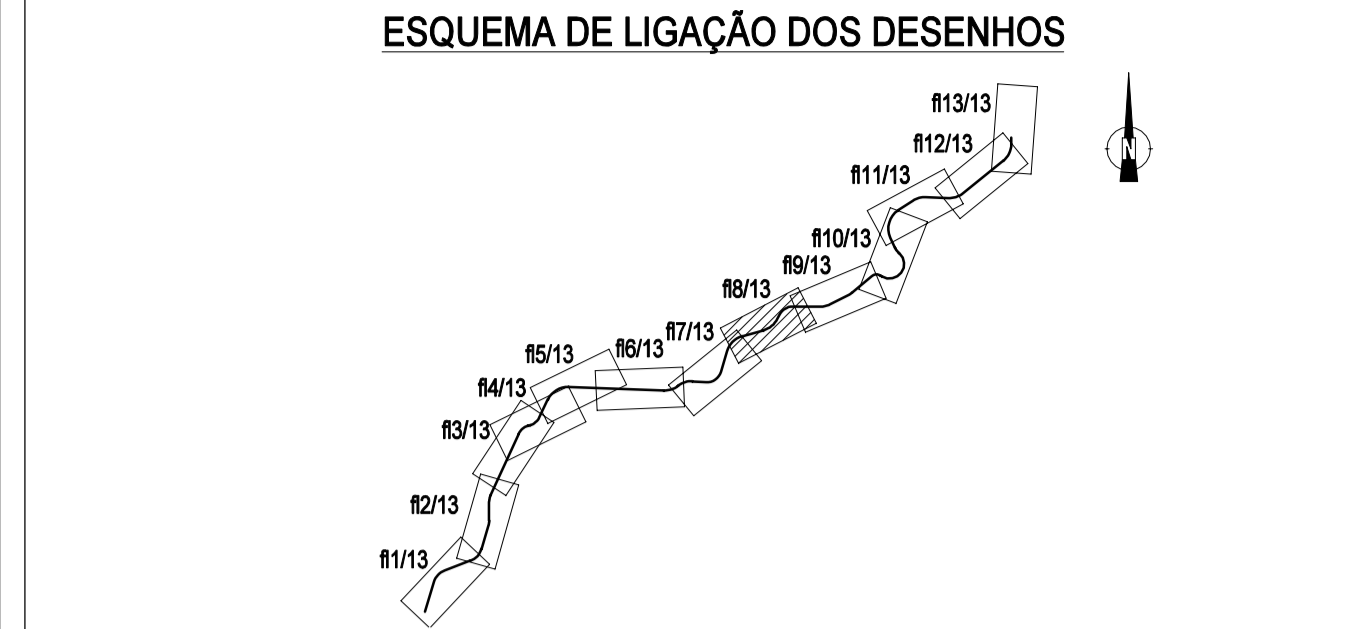 ESQUEMA DE LIGAÇÃO DOS DESENHOS
fl13/13
fl12/13
fl11/13
fl10/13
fl9/13
fl8/13
fl7/13
fl6/13
fl5/13
fl4/13
fl3/13
fl2/13
fl1/13
N